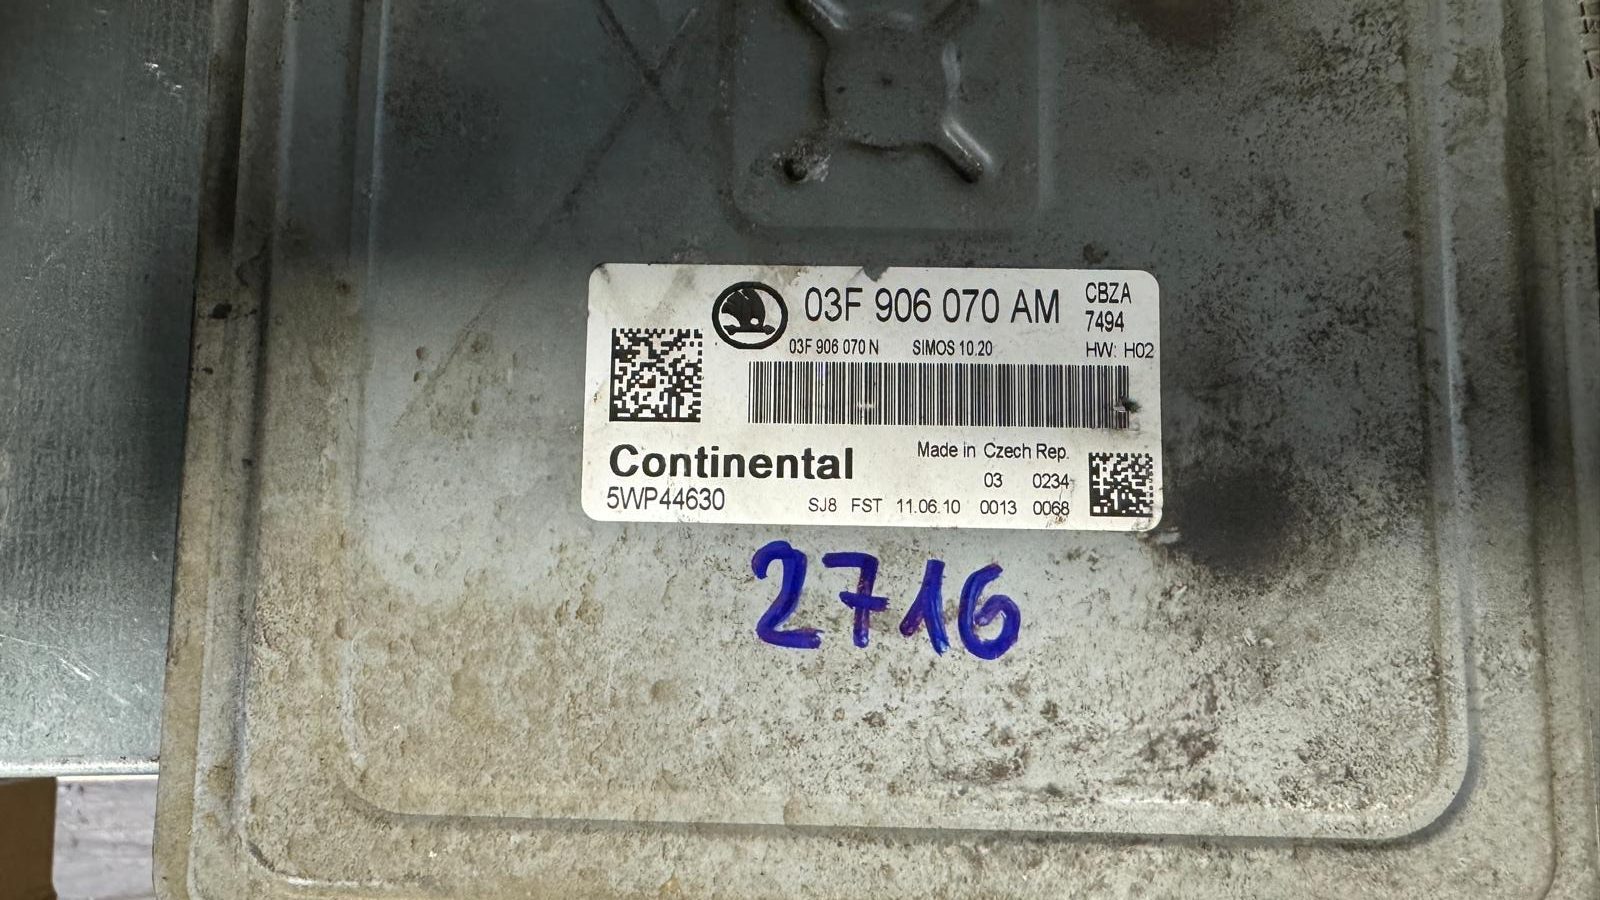 03F 906 070 AM CBZA
7494
03F 906 070 N SIMOS 10.20 HW: H02
Continental Made in Czech Rep.
03 0234
5WP44630 SJ8 FST 11.06.10 0013 0068
2716